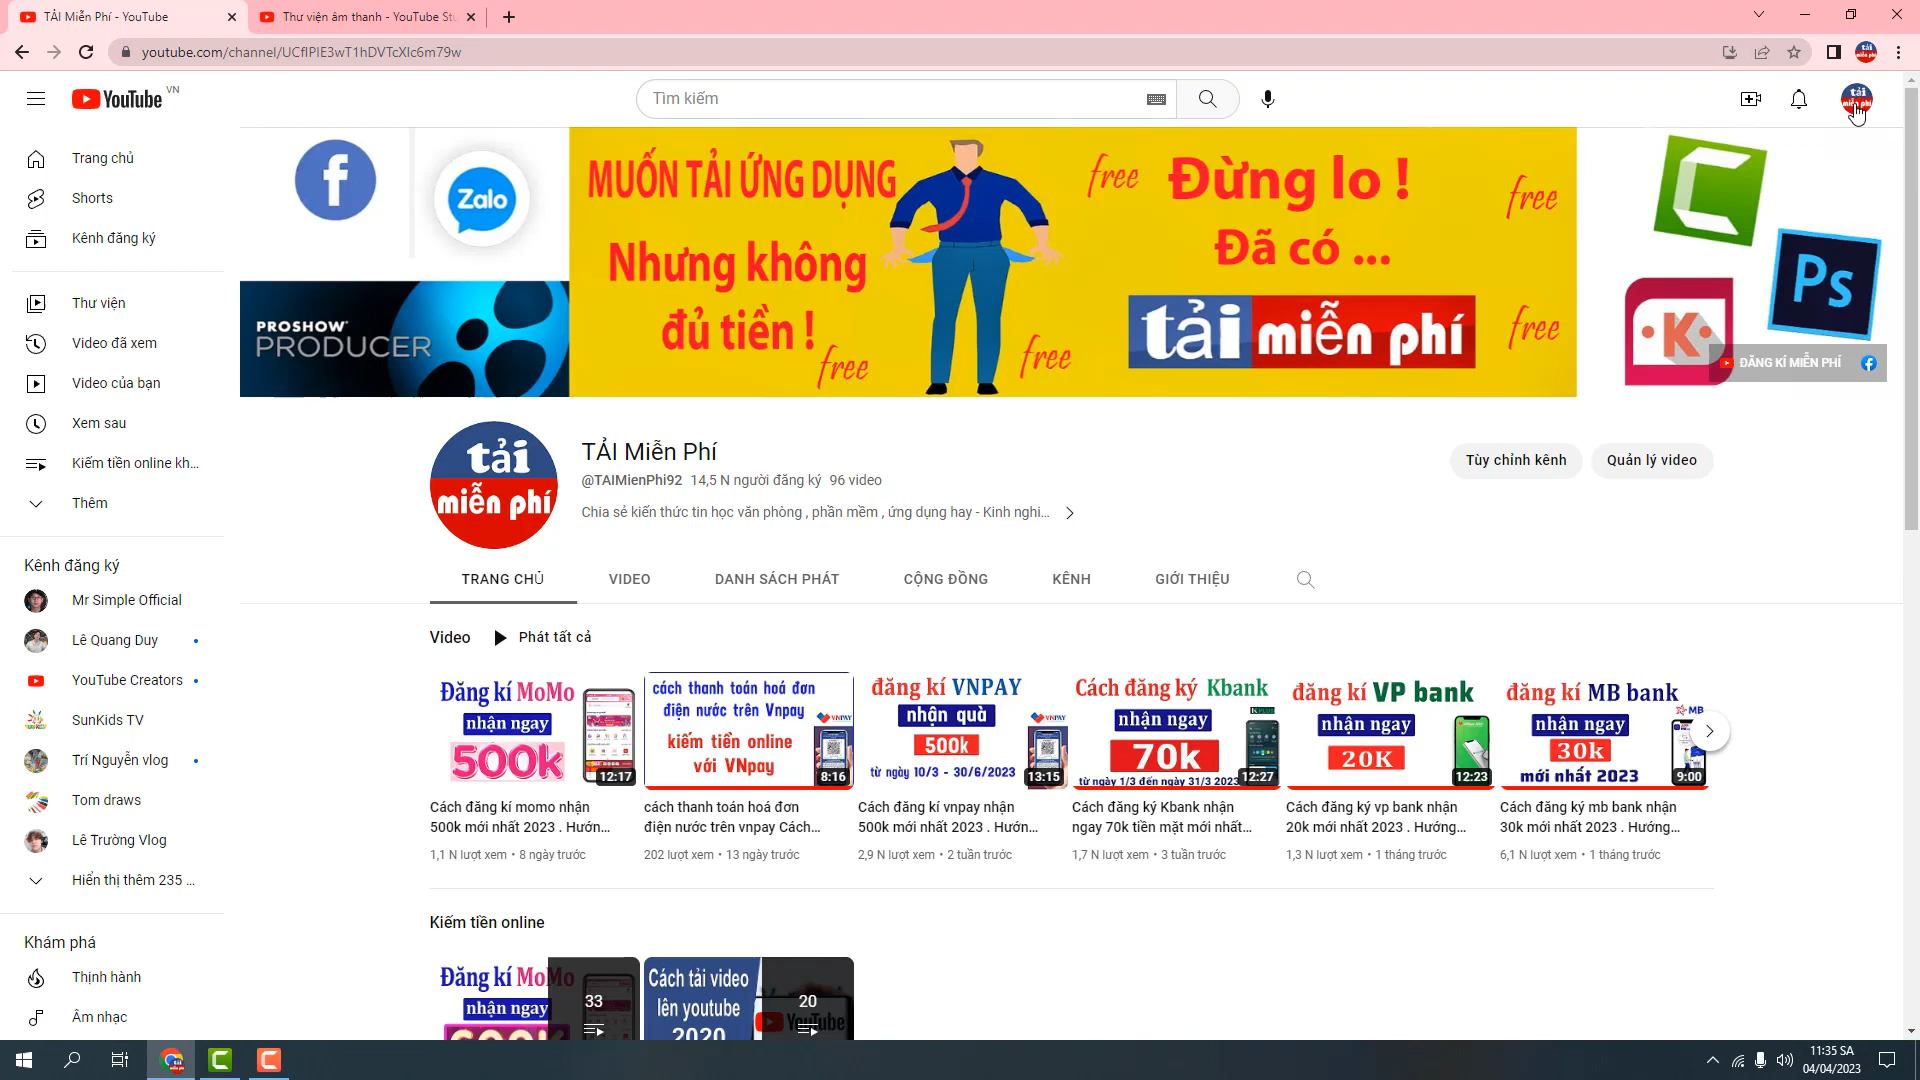 TẢI Miễn Phí - YouTube
Thư viện âm thanh - YouTube Stu
youtube.com/channel/UCflPlE3wT1hDVTcXlc6m79w
YouTube VN
Tìm kiếm
Trang chủ
Shorts
Kênh đăng ký
Thư viện
Video đã xem
Video của bạn
Xem sau
Kiếm tiền online kh...
Thêm
Kênh đăng ký
Mr Simple Official
Lê Quang Duy
YouTube Creators
SunKids TV
Trí Nguyễn vlog
Tom draws
Lê Trường Vlog
Hiển thị thêm 235 ...
Khám phá
Thịnh hành
Âm nhạc
f
Zalo
PROSHOW
PRODUCER
MUỐN TẢI ỨNG DỤNG
Nhưng không
đủ tiền !
free
free
free
Đừng lo !
Đã có ...
tải miễn phí
free
free
C
Ps
K
ĐĂNG KÍ MIỄN PHÍ
tải
miễn phí
TẢI Miễn Phí
@TAIMienPhi92 14,5 N người đăng ký 96 video
Chia sẻ kiến thức tin học văn phòng , phần mềm , ứng dụng hay - Kinh nghi...
Tùy chỉnh kênh
Quản lý video
TRANG CHỦ
VIDEO
DANH SÁCH PHÁT
CỘNG ĐỒNG
KÊNH
GIỚI THIỆU
Video
Phát tất cả
Đăng kí MoMo
nhận ngay
500k
12:17
Cách đăng kí momo nhận
500k mới nhất 2023 . Hướn...
1,1 N lượt xem • 8 ngày trước
cách thanh toán hoá đơn
điện nước trên Vnpay
VNPAY
kiếm tiền online
với VNpay
8:16
cách thanh toán hoá đơn
điện nước trên vnpay Cách...
202 lượt xem • 13 ngày trước
đăng kí VNPAY
nhận quà
500k
VNPAY
từ ngày 10/3 - 30/6/2023
13:15
Cách đăng kí vnpay nhận
500k mới nhất 2023 . Hướn...
2,9 N lượt xem • 2 tuần trước
Cách đăng ký Kbank
nhận ngay
70k
từ ngày 1/3 đến ngày 31/3 2023
12:27
Cách đăng ký Kbank nhận
ngay 70k tiền mặt mới nhất...
1,7 N lượt xem • 3 tuần trước
đăng kí VP bank
nhận ngay
20K
12:23
Cách đăng ký vp bank nhận
20k mới nhất 2023 . Hướng...
1,3 N lượt xem • 1 tháng trước
đăng kí MB bank
nhận ngay
MB
30k
mới nhất 2023
9:00
Cách đăng ký mb bank nhận
30k mới nhất 2023 . Hướng...
6,1 N lượt xem • 1 tháng trước
Kiếm tiền online
Đăng kí MoMo
nhận ngay
33
Cách tải video
lên youtube
2020
YouTube
20
11:35 SA
04/04/2023